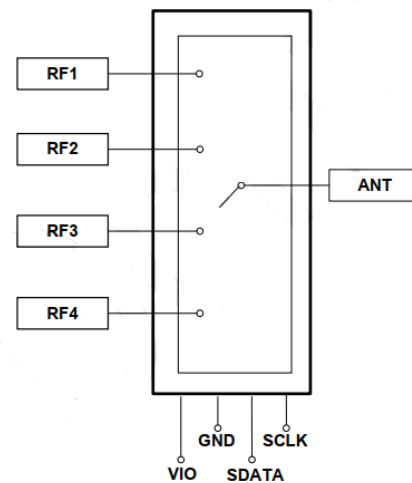 RF1
RF2
ANT
RF3
RF4
GND SCLK
VIO SDATA